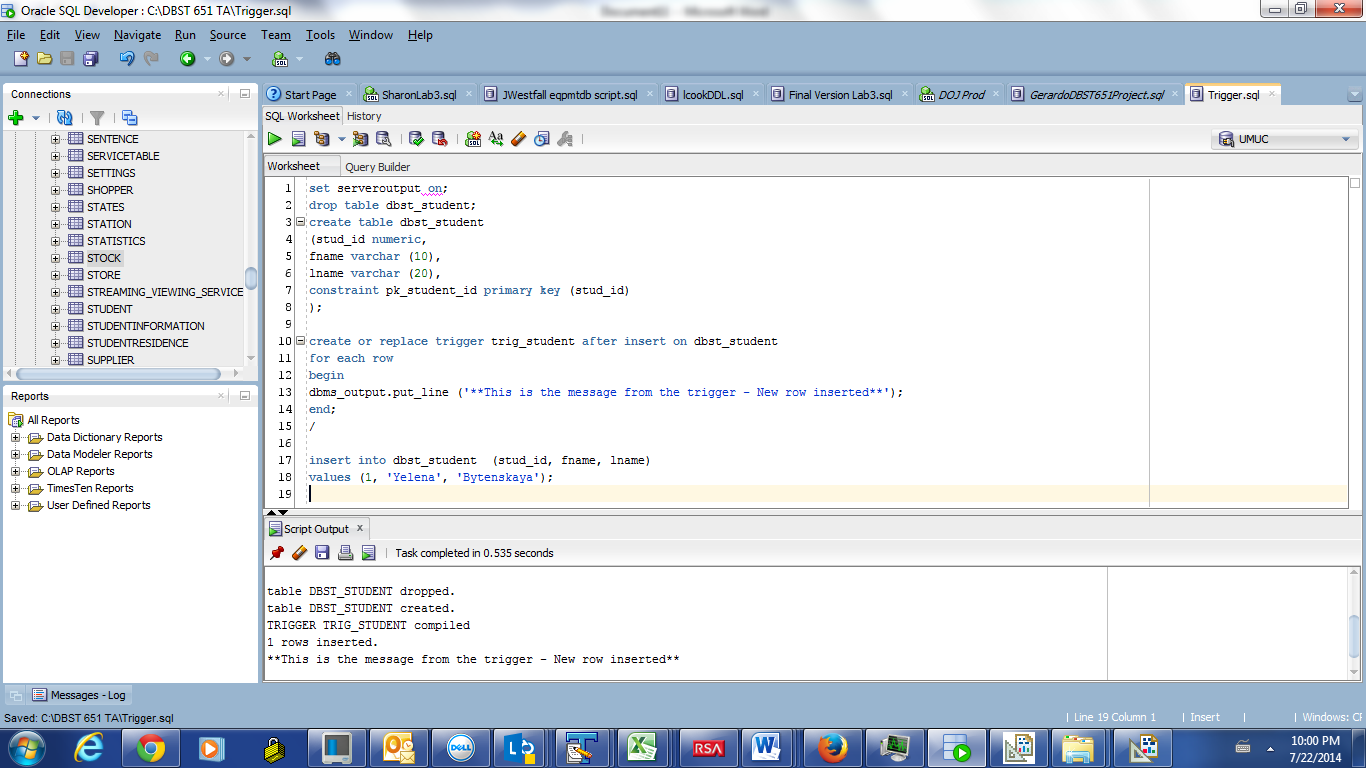 Oracle SQL Developer : C:\DBST 651 TA\Trigger.sql
File Edit View Navigate Run Source Team Tools Window Help
Connections
SENTENCE
SERVICETABLE
SETTINGS
SHOPPER
STATES
STATION
STATISTICS
STOCK
STORE
STREAMING_VIEWING_SERVICE
STUDENT
STUDENTINFORMATION
STUDENTRESIDENCE
SUPPLIER
Reports
All Reports
Data Dictionary Reports
Data Modeler Reports
OLAP Reports
TimesTen Reports
User Defined Reports
Start Page SharonLab3.sql JWestfall eqpmtdb script.sql lcookDDL.sql Final Version Lab3.sql DOJ Prod GerardoDBST651Project.sql Trigger.sql
SQL Worksheet History
Aa
UMUC
Worksheet Query Builder
1 set serveroutput on;
2 drop table dbst_student;
3 create table dbst_student
4 (stud_id numeric,
5 fname varchar (10),
6 lname varchar (20),
7 constraint pk_student_id primary key (stud_id)
8 );
9
10 create or replace trigger trig_student after insert on dbst_student
11 for each row
12 begin
13 dbms_output.put_line ('**This is the message from the trigger - New row inserted**');
14 end;
15 /
16
17 insert into dbst_student  (stud_id, fname, lname)
18 values (1, 'Yelena', 'Bytenskaya');
19
Script Output
Task completed in 0.535 seconds
table DBST_STUDENT dropped.
table DBST_STUDENT created.
TRIGGER TRIG_STUDENT compiled
1 rows inserted.
**This is the message from the trigger - New row inserted**
Messages - Log
Saved: C:\DBST 651 TA\Trigger.sql
Line 19 Column 1 Insert Windows: CF
DELL
RSA
10:00 PM
7/22/2014